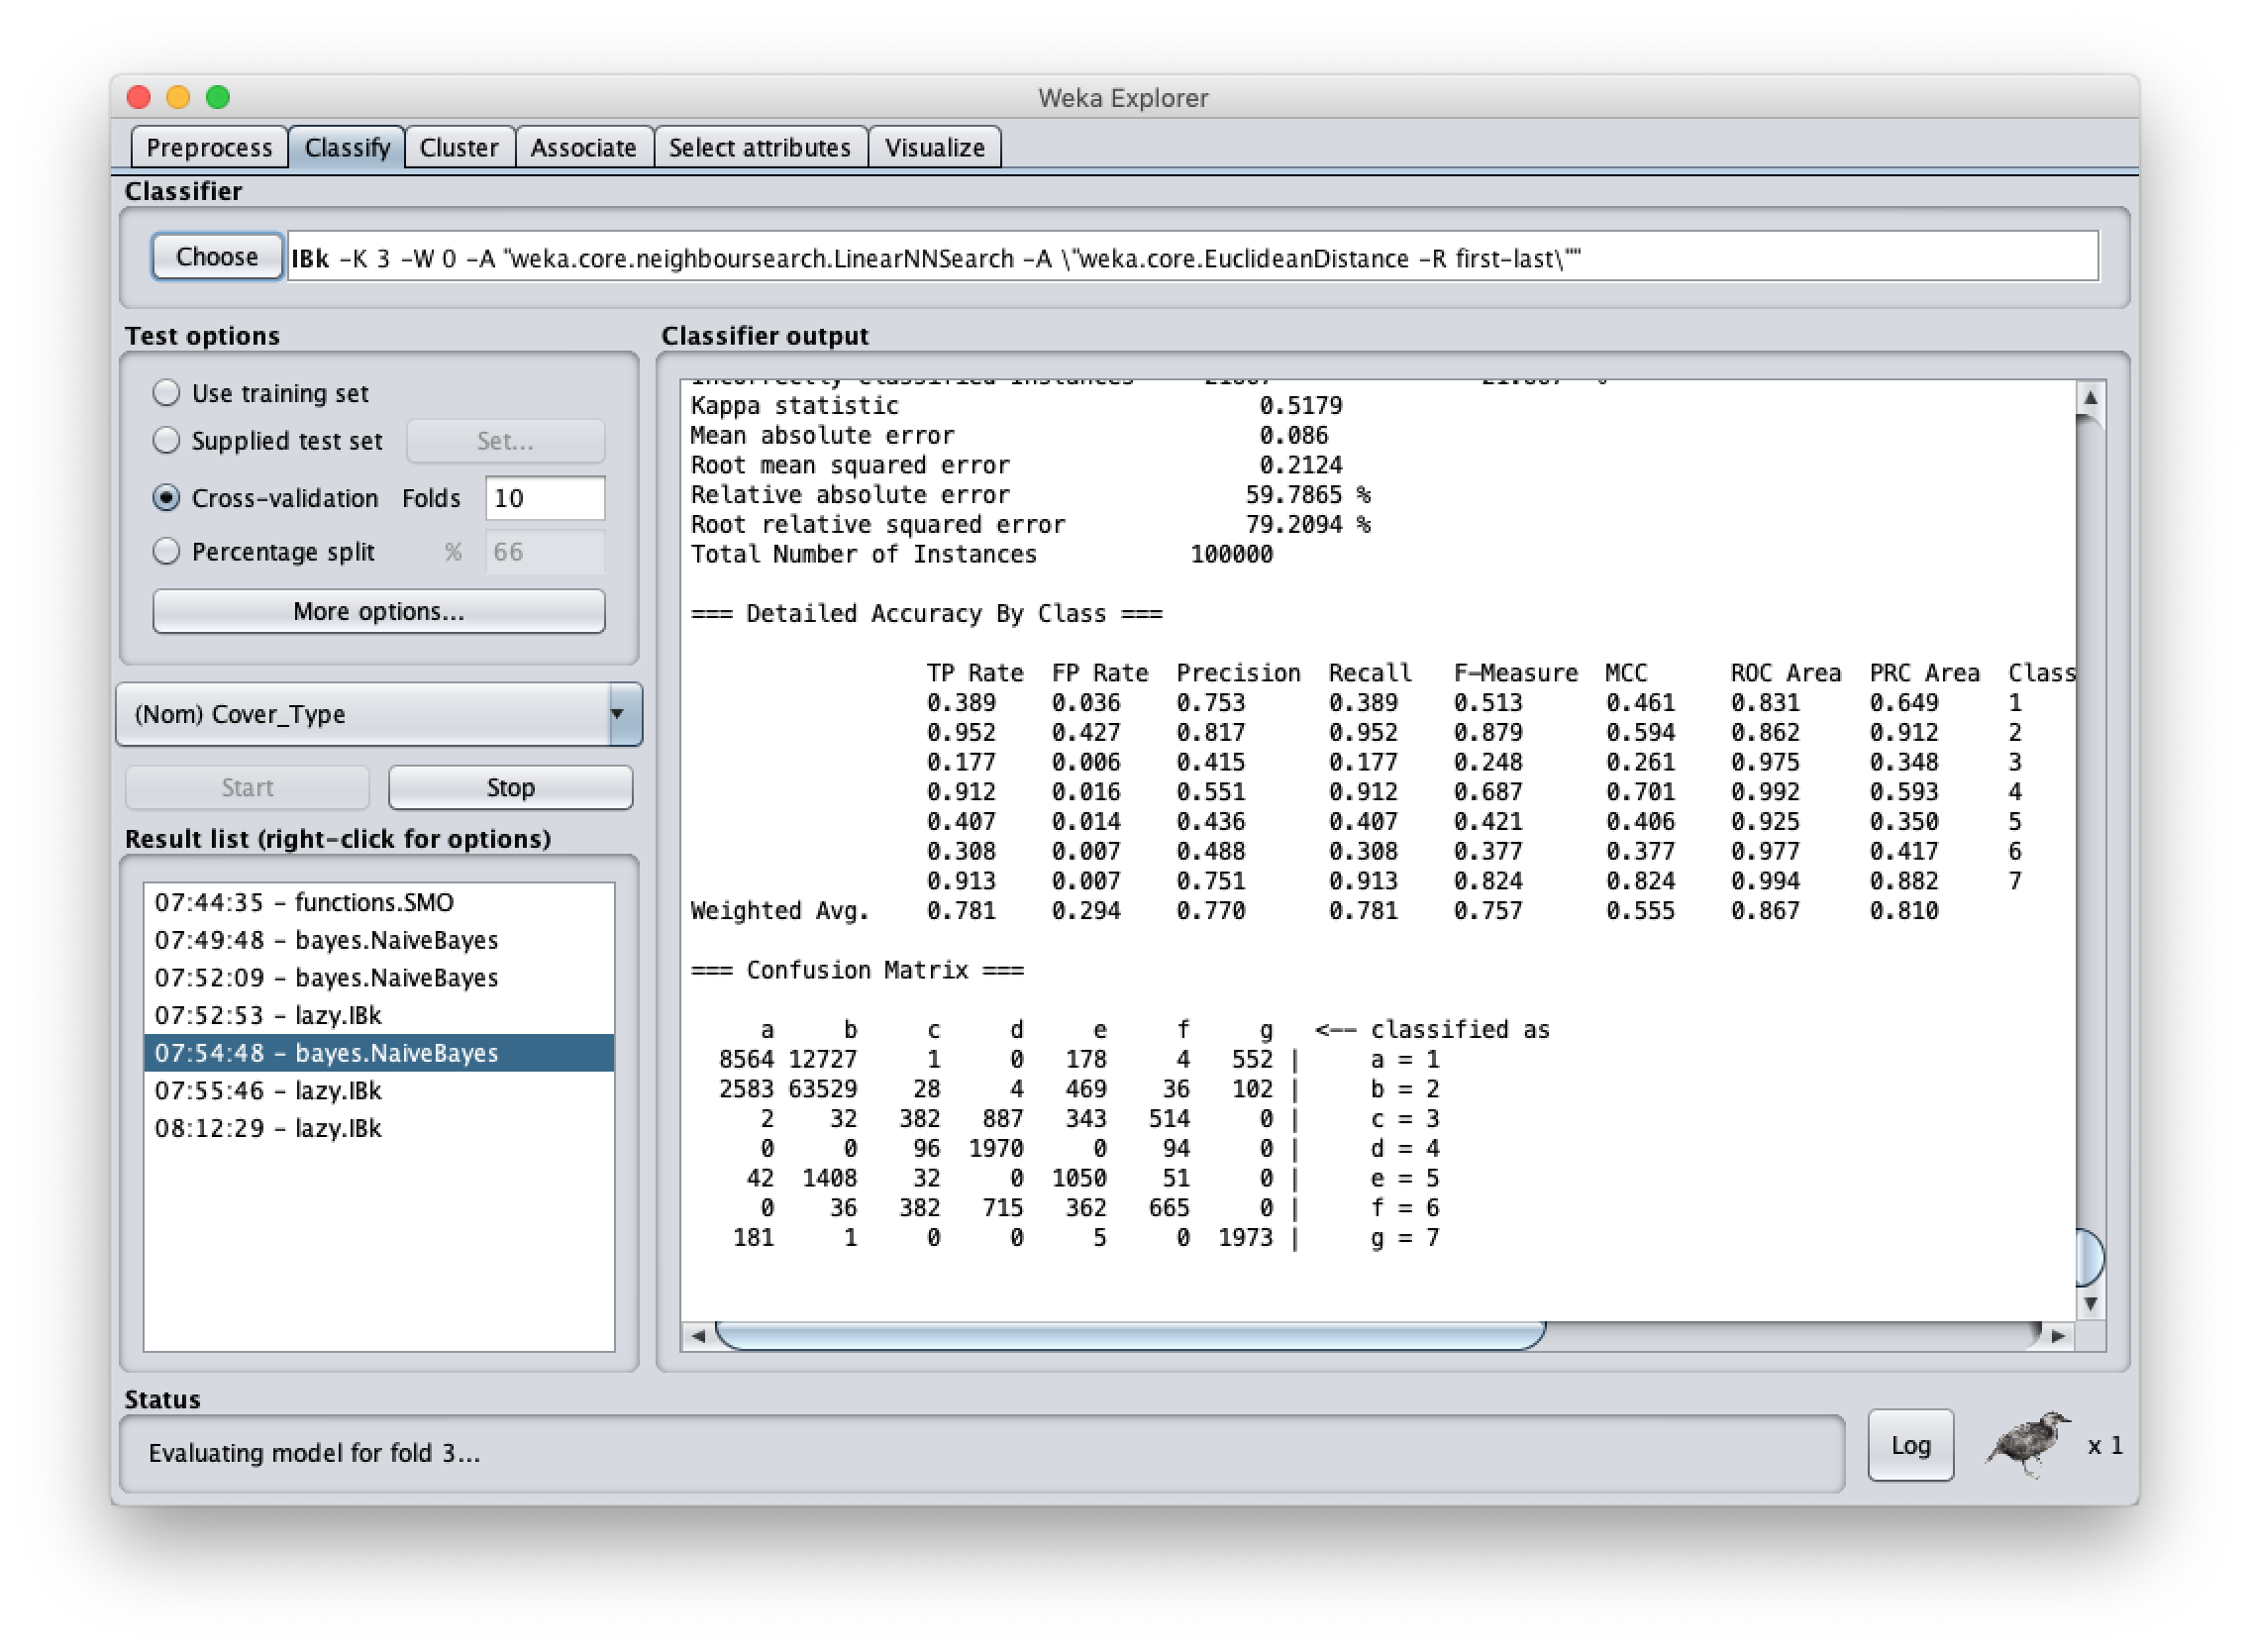 Weka Explorer
Preprocess Classify Cluster Associate Select attributes Visualize
Classifier
Choose IBk -K 3 -W 0 -A "weka.core.neighboursearch.LinearNNSearch -A \"weka.core.EuclideanDistance -R first-last\""
Test options
Use training set
Supplied test set Set...
Cross-validation Folds 10
Percentage split % 66
More options...
(Nom) Cover_Type
Start Stop
Result list (right-click for options)
07:44:35 - functions.SMO
07:49:48 - bayes.NaiveBayes
07:52:09 - bayes.NaiveBayes
07:52:53 - lazy.IBk
07:54:48 - bayes.NaiveBayes
07:55:46 - lazy.IBk
08:12:29 - lazy.IBk
Classifier output
Incorrectly Classified Instances 21867 21.867 %
Kappa statistic 0.5179
Mean absolute error 0.086
Root mean squared error 0.2124
Relative absolute error 59.7865 %
Root relative squared error 79.2094 %
Total Number of Instances 100000
=== Detailed Accuracy By Class ===
TP Rate FP Rate Precision Recall F-Measure MCC ROC Area PRC Area Class
0.389 0.036 0.753 0.389 0.513 0.461 0.831 0.649 1
0.952 0.427 0.817 0.952 0.879 0.594 0.862 0.912 2
0.177 0.006 0.415 0.177 0.248 0.261 0.975 0.348 3
0.912 0.016 0.551 0.912 0.687 0.701 0.992 0.593 4
0.407 0.014 0.436 0.407 0.421 0.406 0.925 0.350 5
0.308 0.007 0.488 0.308 0.377 0.377 0.977 0.417 6
0.913 0.007 0.751 0.913 0.824 0.824 0.994 0.882 7
Weighted Avg. 0.781 0.294 0.770 0.781 0.757 0.555 0.867 0.810
=== Confusion Matrix ===
a b c d e f g <-- classified as
8564 12727 1 0 178 4 552 | a = 1
2583 63529 28 4 469 36 102 | b = 2
2 32 382 887 343 514 0 | c = 3
0 0 96 1970 0 94 0 | d = 4
42 1408 32 0 1050 51 0 | e = 5
0 36 382 715 362 665 0 | f = 6
181 1 0 0 5 0 1973 | g = 7
Status
Evaluating model for fold 3...
Log x 1